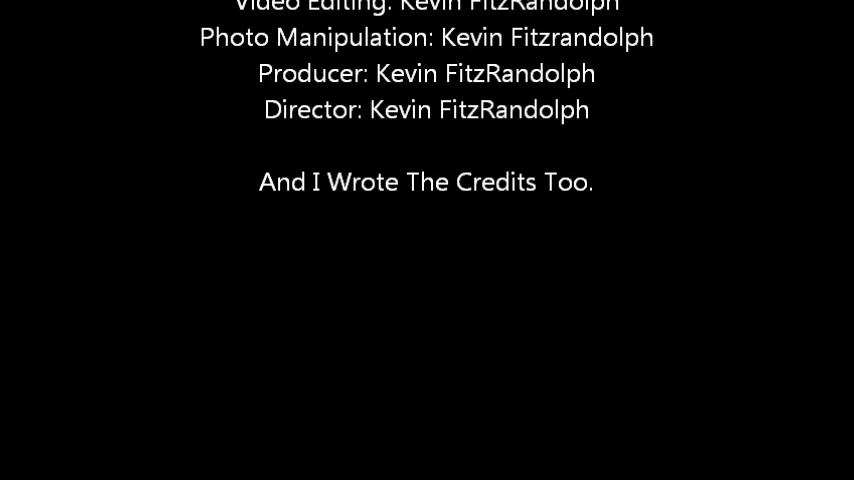 Video Editing: Kevin FitzRandolph
Photo Manipulation: Kevin Fitzrandolph
Producer: Kevin FitzRandolph
Director: Kevin FitzRandolph
And I Wrote The Credits Too.